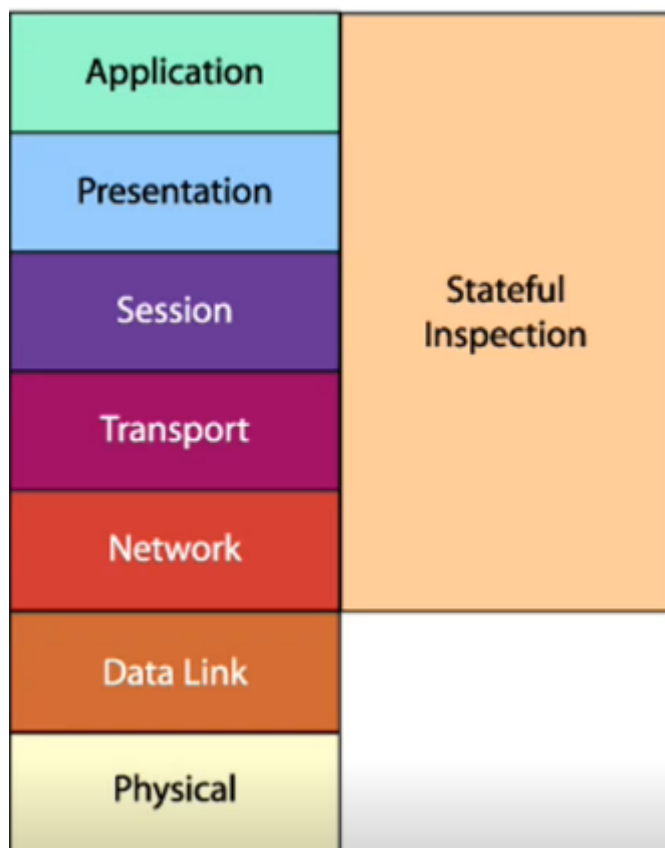 Application
Presentation
Session
Transport
Network
Data Link
Physical
Stateful
Inspection